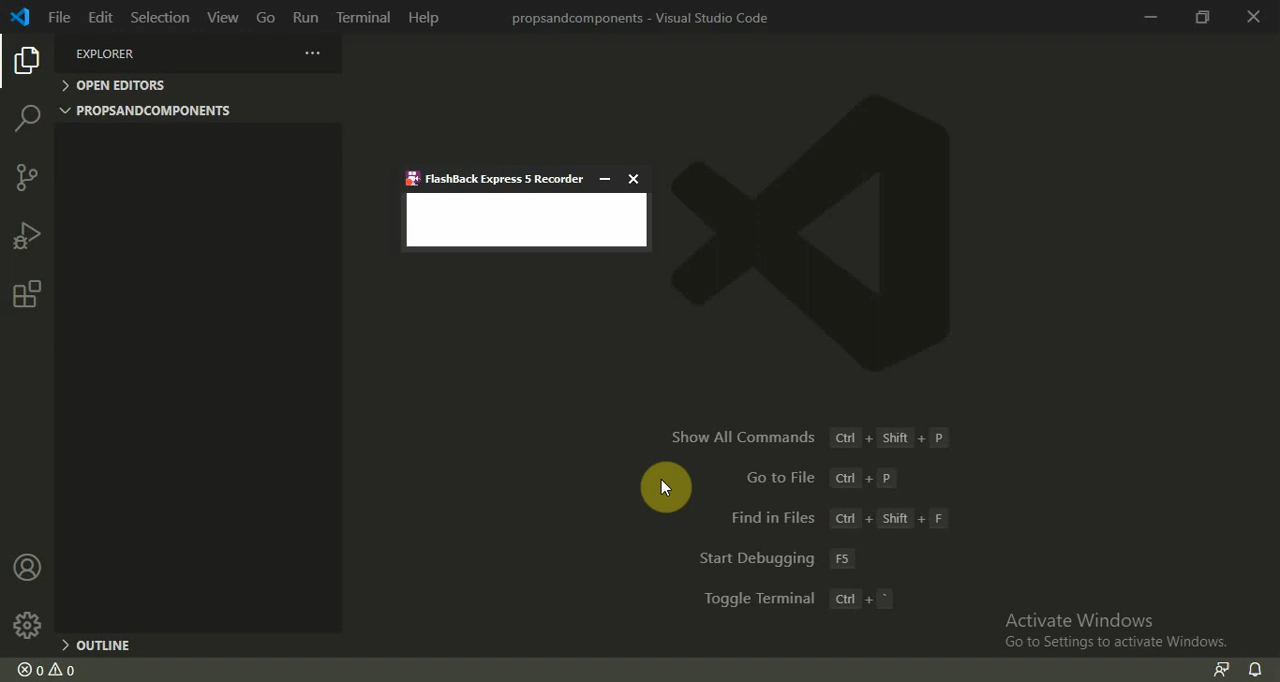 File Edit Selection View Go Run Terminal Help propsandcomponents - Visual Studio Code
EXPLORER
OPEN EDITORS
PROPSANDCOMPONENTS
FlashBack Express 5 Recorder
Show All Commands Ctrl + Shift + P
Go to File Ctrl + P
Find in Files Ctrl + Shift + F
Start Debugging F5
Toggle Terminal Ctrl + `
Activate Windows
Go to Settings to activate Windows.
OUTLINE
0 0